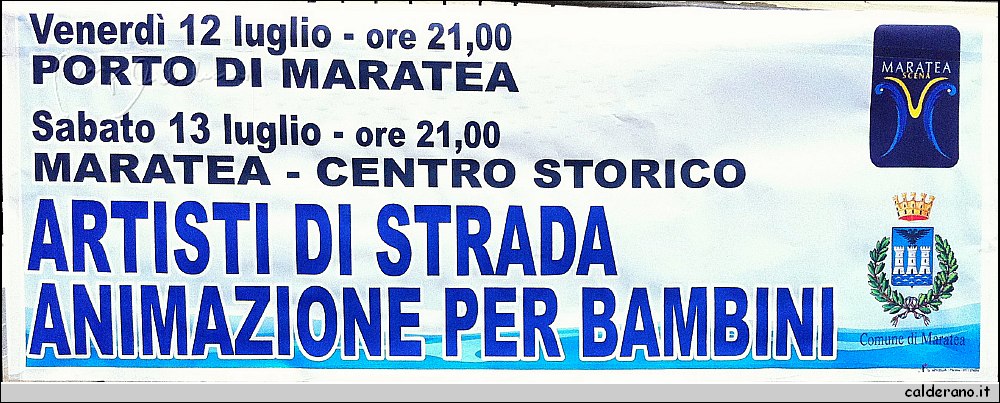 Venerdì 12 luglio - ore 21,00
PORTO DI MARATEA
Sabato 13 luglio - ore 21,00
MARATEA - CENTRO STORICO
ARTISTI DI STRADA
ANIMAZIONE PER BAMBINI
MARATEA
SCENA
Comune di Maratea
calderano.it